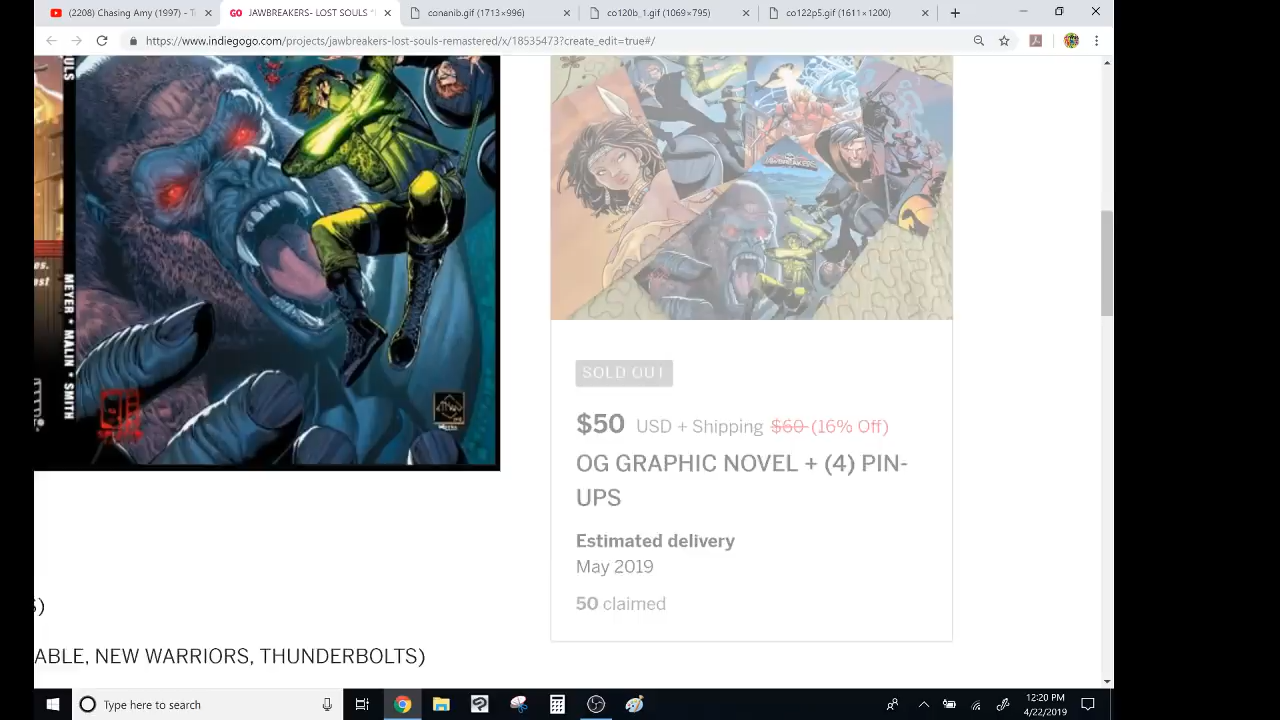 (2208) Chasing Amy (1997) - T
GO JAWBREAKERS- LOST SOULS
conanib.gif (1713×996)
co120b_1.gif (1069×795)
co122p5.gif (1611×1200)
https://www.indiegogo.com/projects/jawbreakers-lost-souls-remastered/x/18535473?create_edit=true#/
MEYER * MALIN * SMITH
JAWBREAKERS
SOLD OUT
$50 USD + Shipping $60 (16% Off)
OG GRAPHIC NOVEL + (4) PIN-
UPS
Estimated delivery
May 2019
50 claimed
S)
ABLE, NEW WARRIORS, THUNDERBOLTS)
Type here to search
12:20 PM
4/22/2019